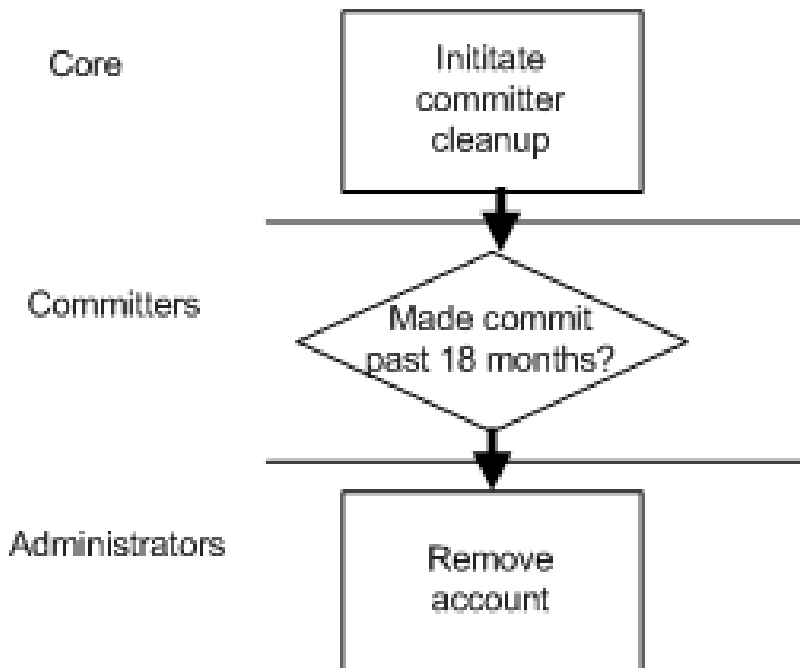 Core
Inititate
committer
cleanup
Committers
Made commit
past 18 months?
Administrators
Remove
account